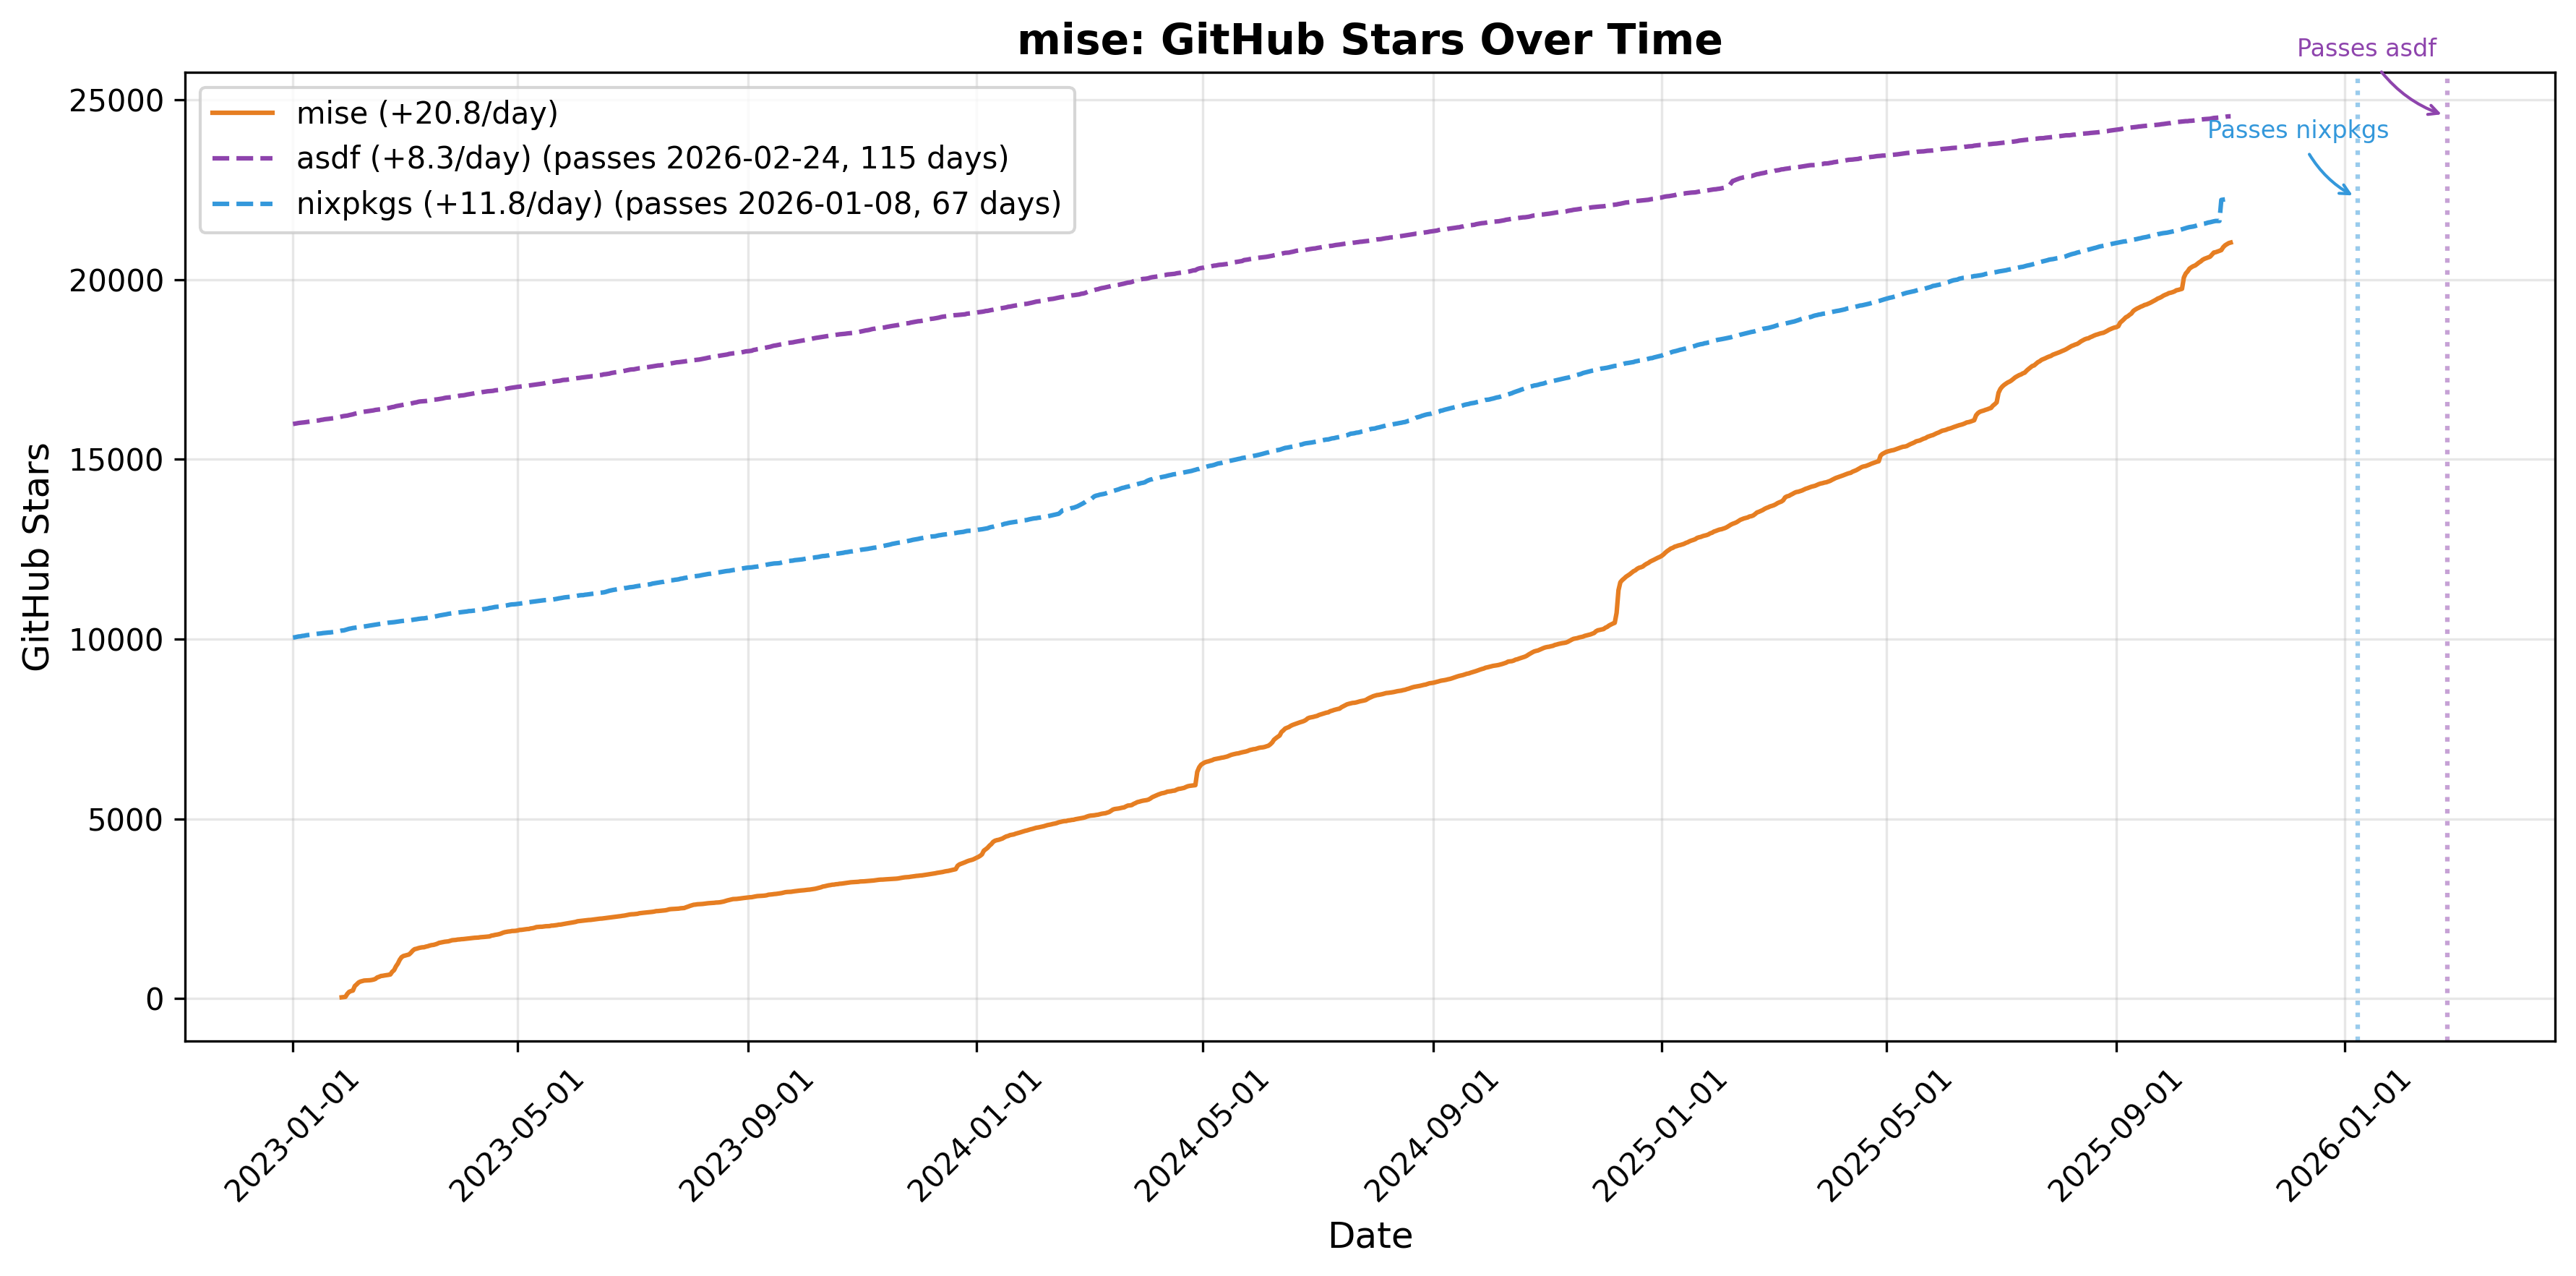 mise: GitHub Stars Over Time
Passes asdf
Passes nixpkgs
mise (+20.8/day)
asdf (+8.3/day) (passes 2026-02-24, 115 days)
nixpkgs (+11.8/day) (passes 2026-01-08, 67 days)
GitHub Stars
25000
20000
15000
10000
5000
0
2023-01-01
2023-05-01
2023-09-01
2024-01-01
2024-05-01
2024-09-01
2025-01-01
2025-05-01
2025-09-01
2026-01-01
Date